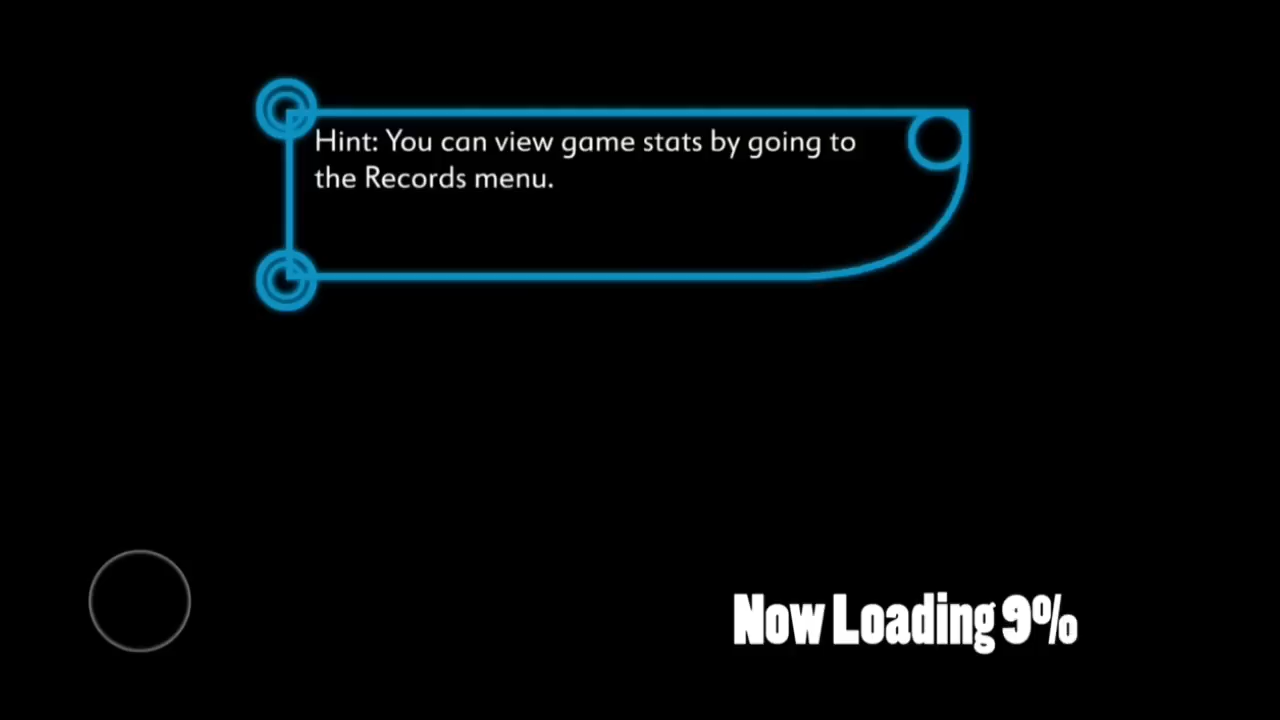 Hint: You can view game stats by going to
the Records menu.
Now Loading 9%